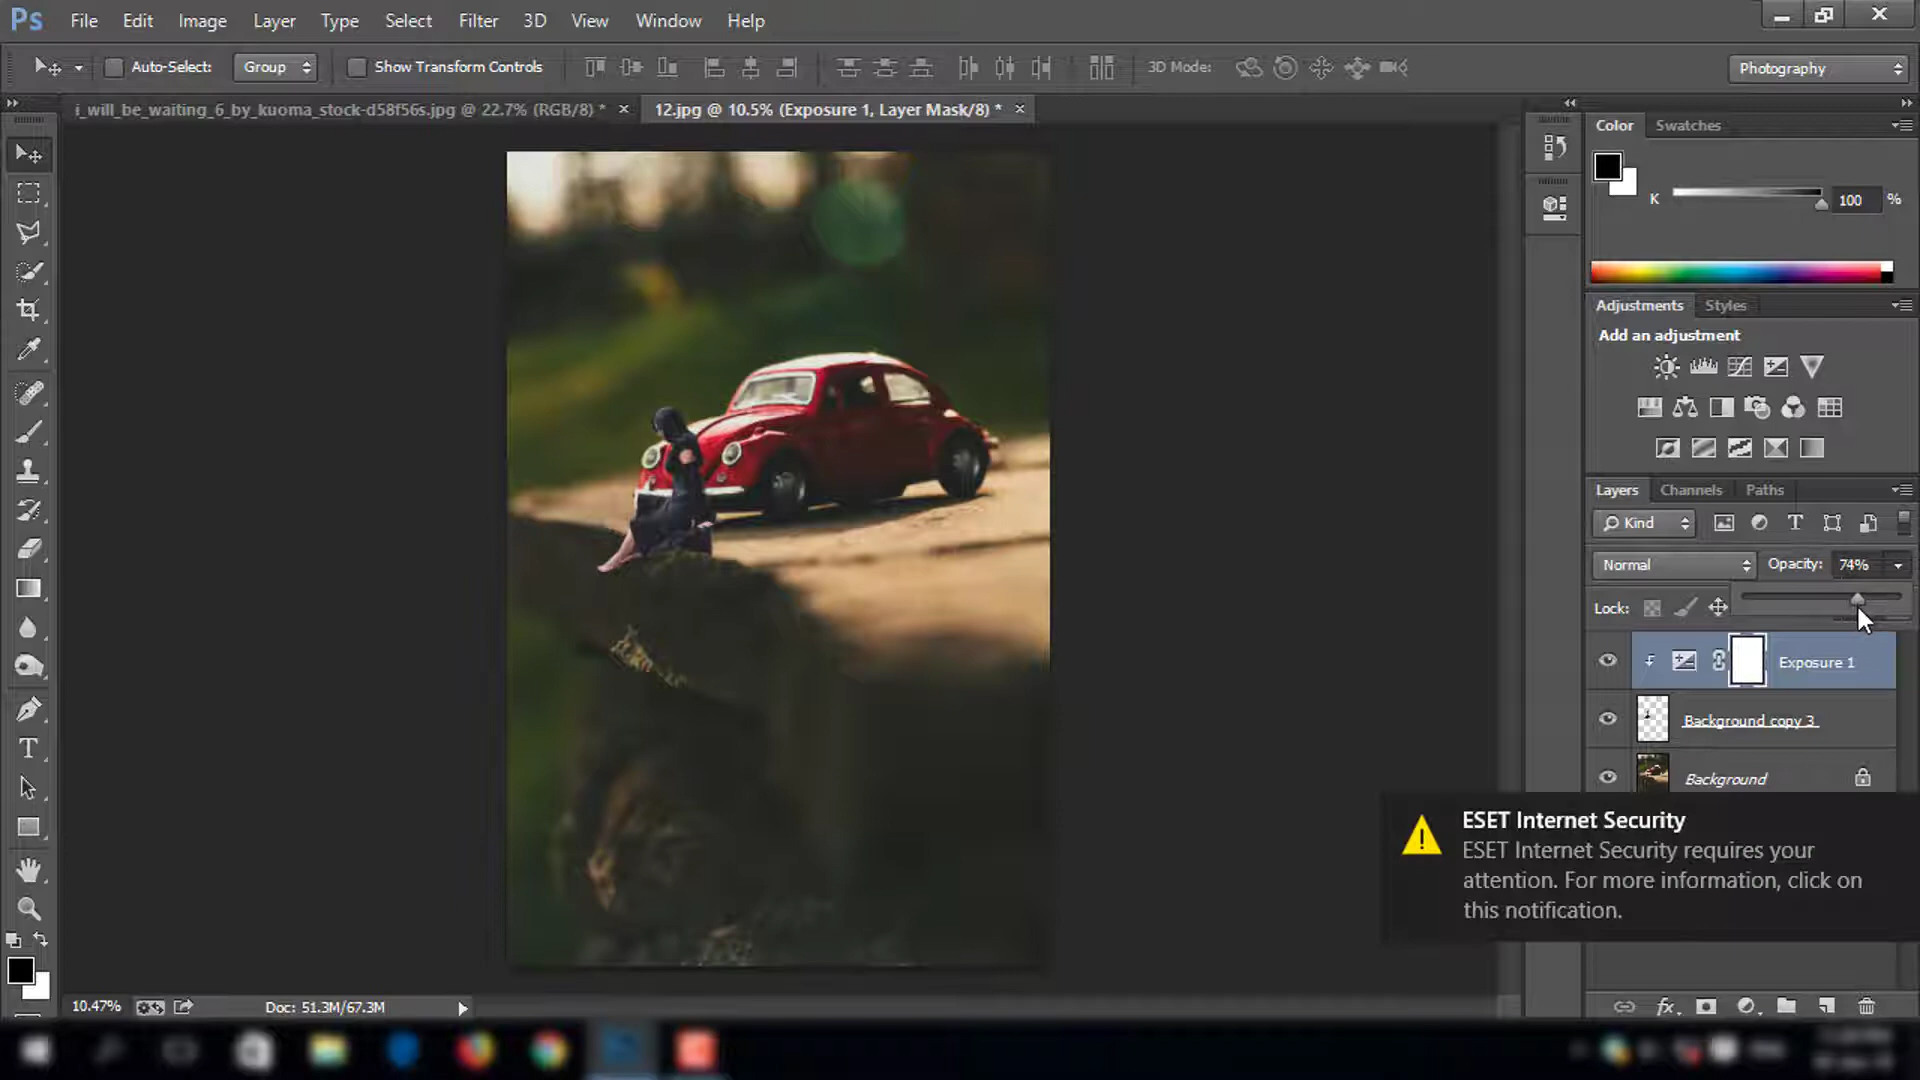 Ps File Edit Image Layer Type Select Filter 3D View Window Help
Auto-Select: Group Show Transform Controls 3D Mode: Photography
i_will_be_waiting_6_by_kuoma_stock-d58f56s.jpg @ 22.7% (RGB/8) * 12.jpg @ 10.5% (Exposure 1, Layer Mask/8) *
Color Swatches
K 100 %
Adjustments Styles
Add an adjustment
Layers Channels Paths
Kind
Normal Opacity: 74%
Lock:
Exposure 1
Background copy 3
Background
ESET Internet Security
ESET Internet Security requires your
attention. For more information, click on
this notification.
10.47% Doc: 51.3M/67.3M